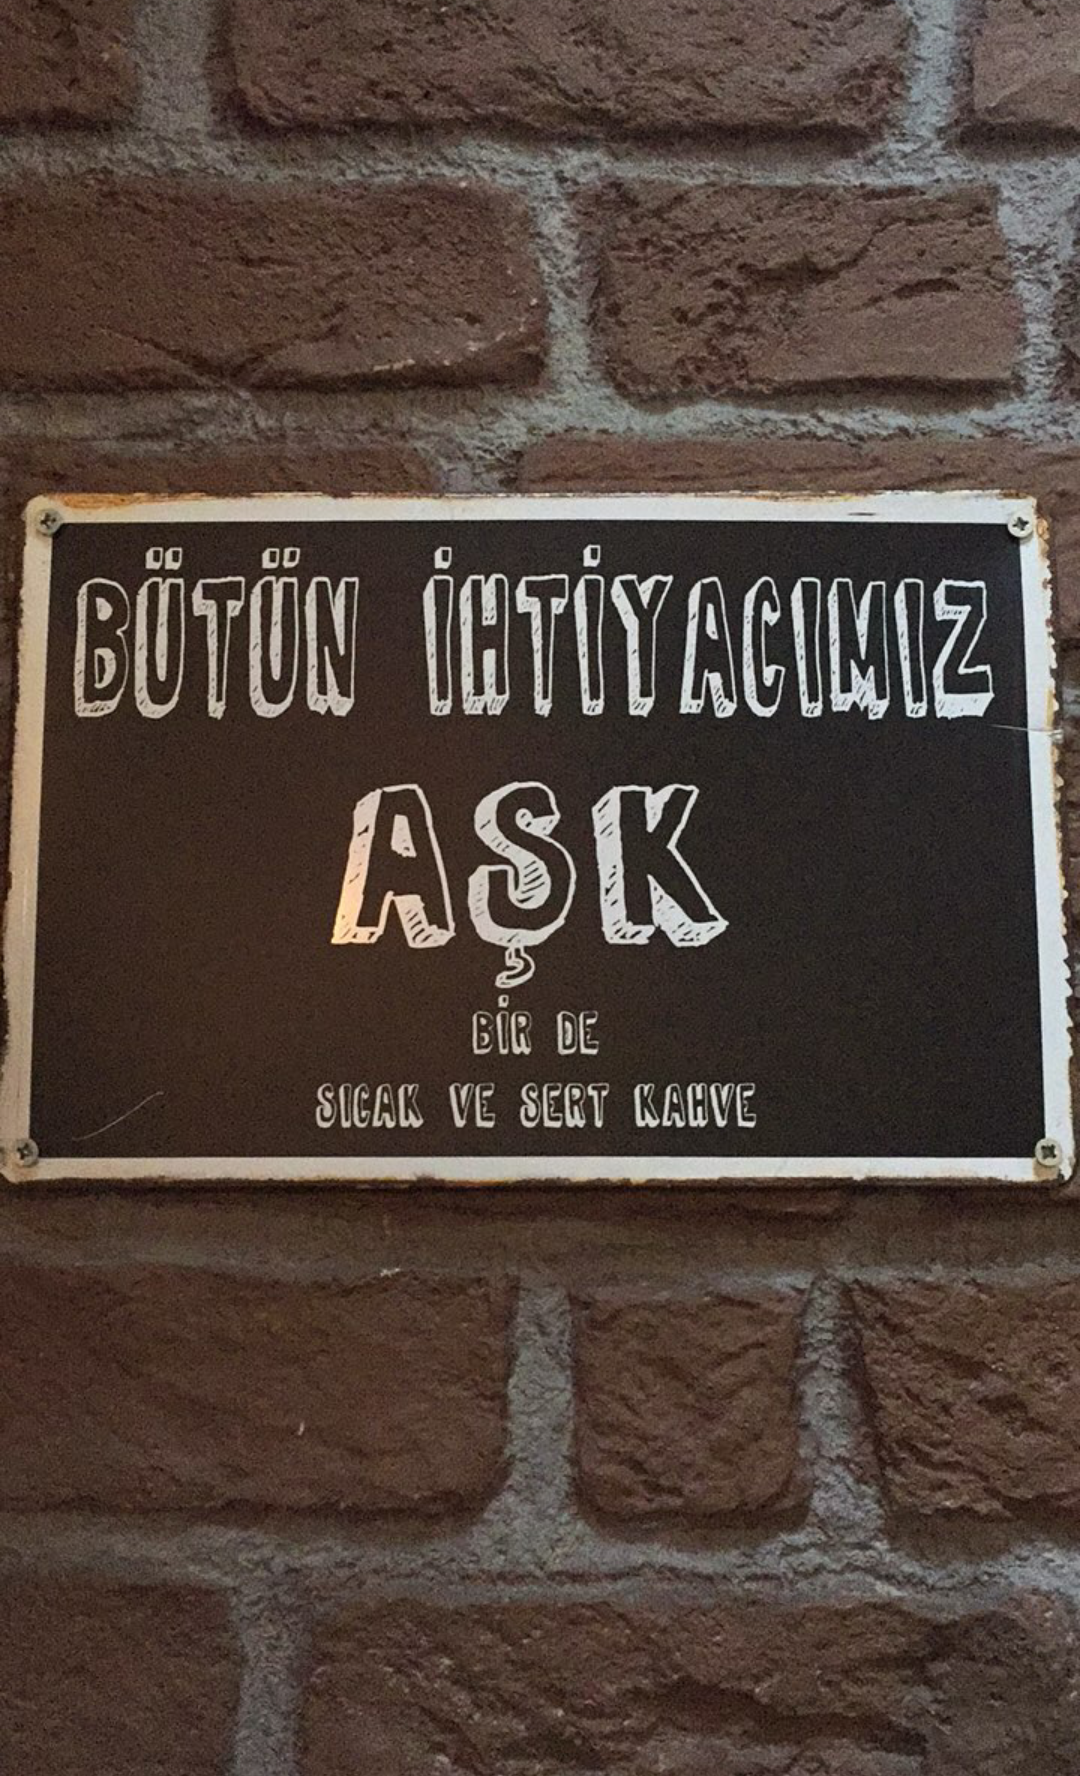 BÜTÜN İHTİYACIMIZ
AŞK
BİR DE
SICAK VE SERT KAHVE